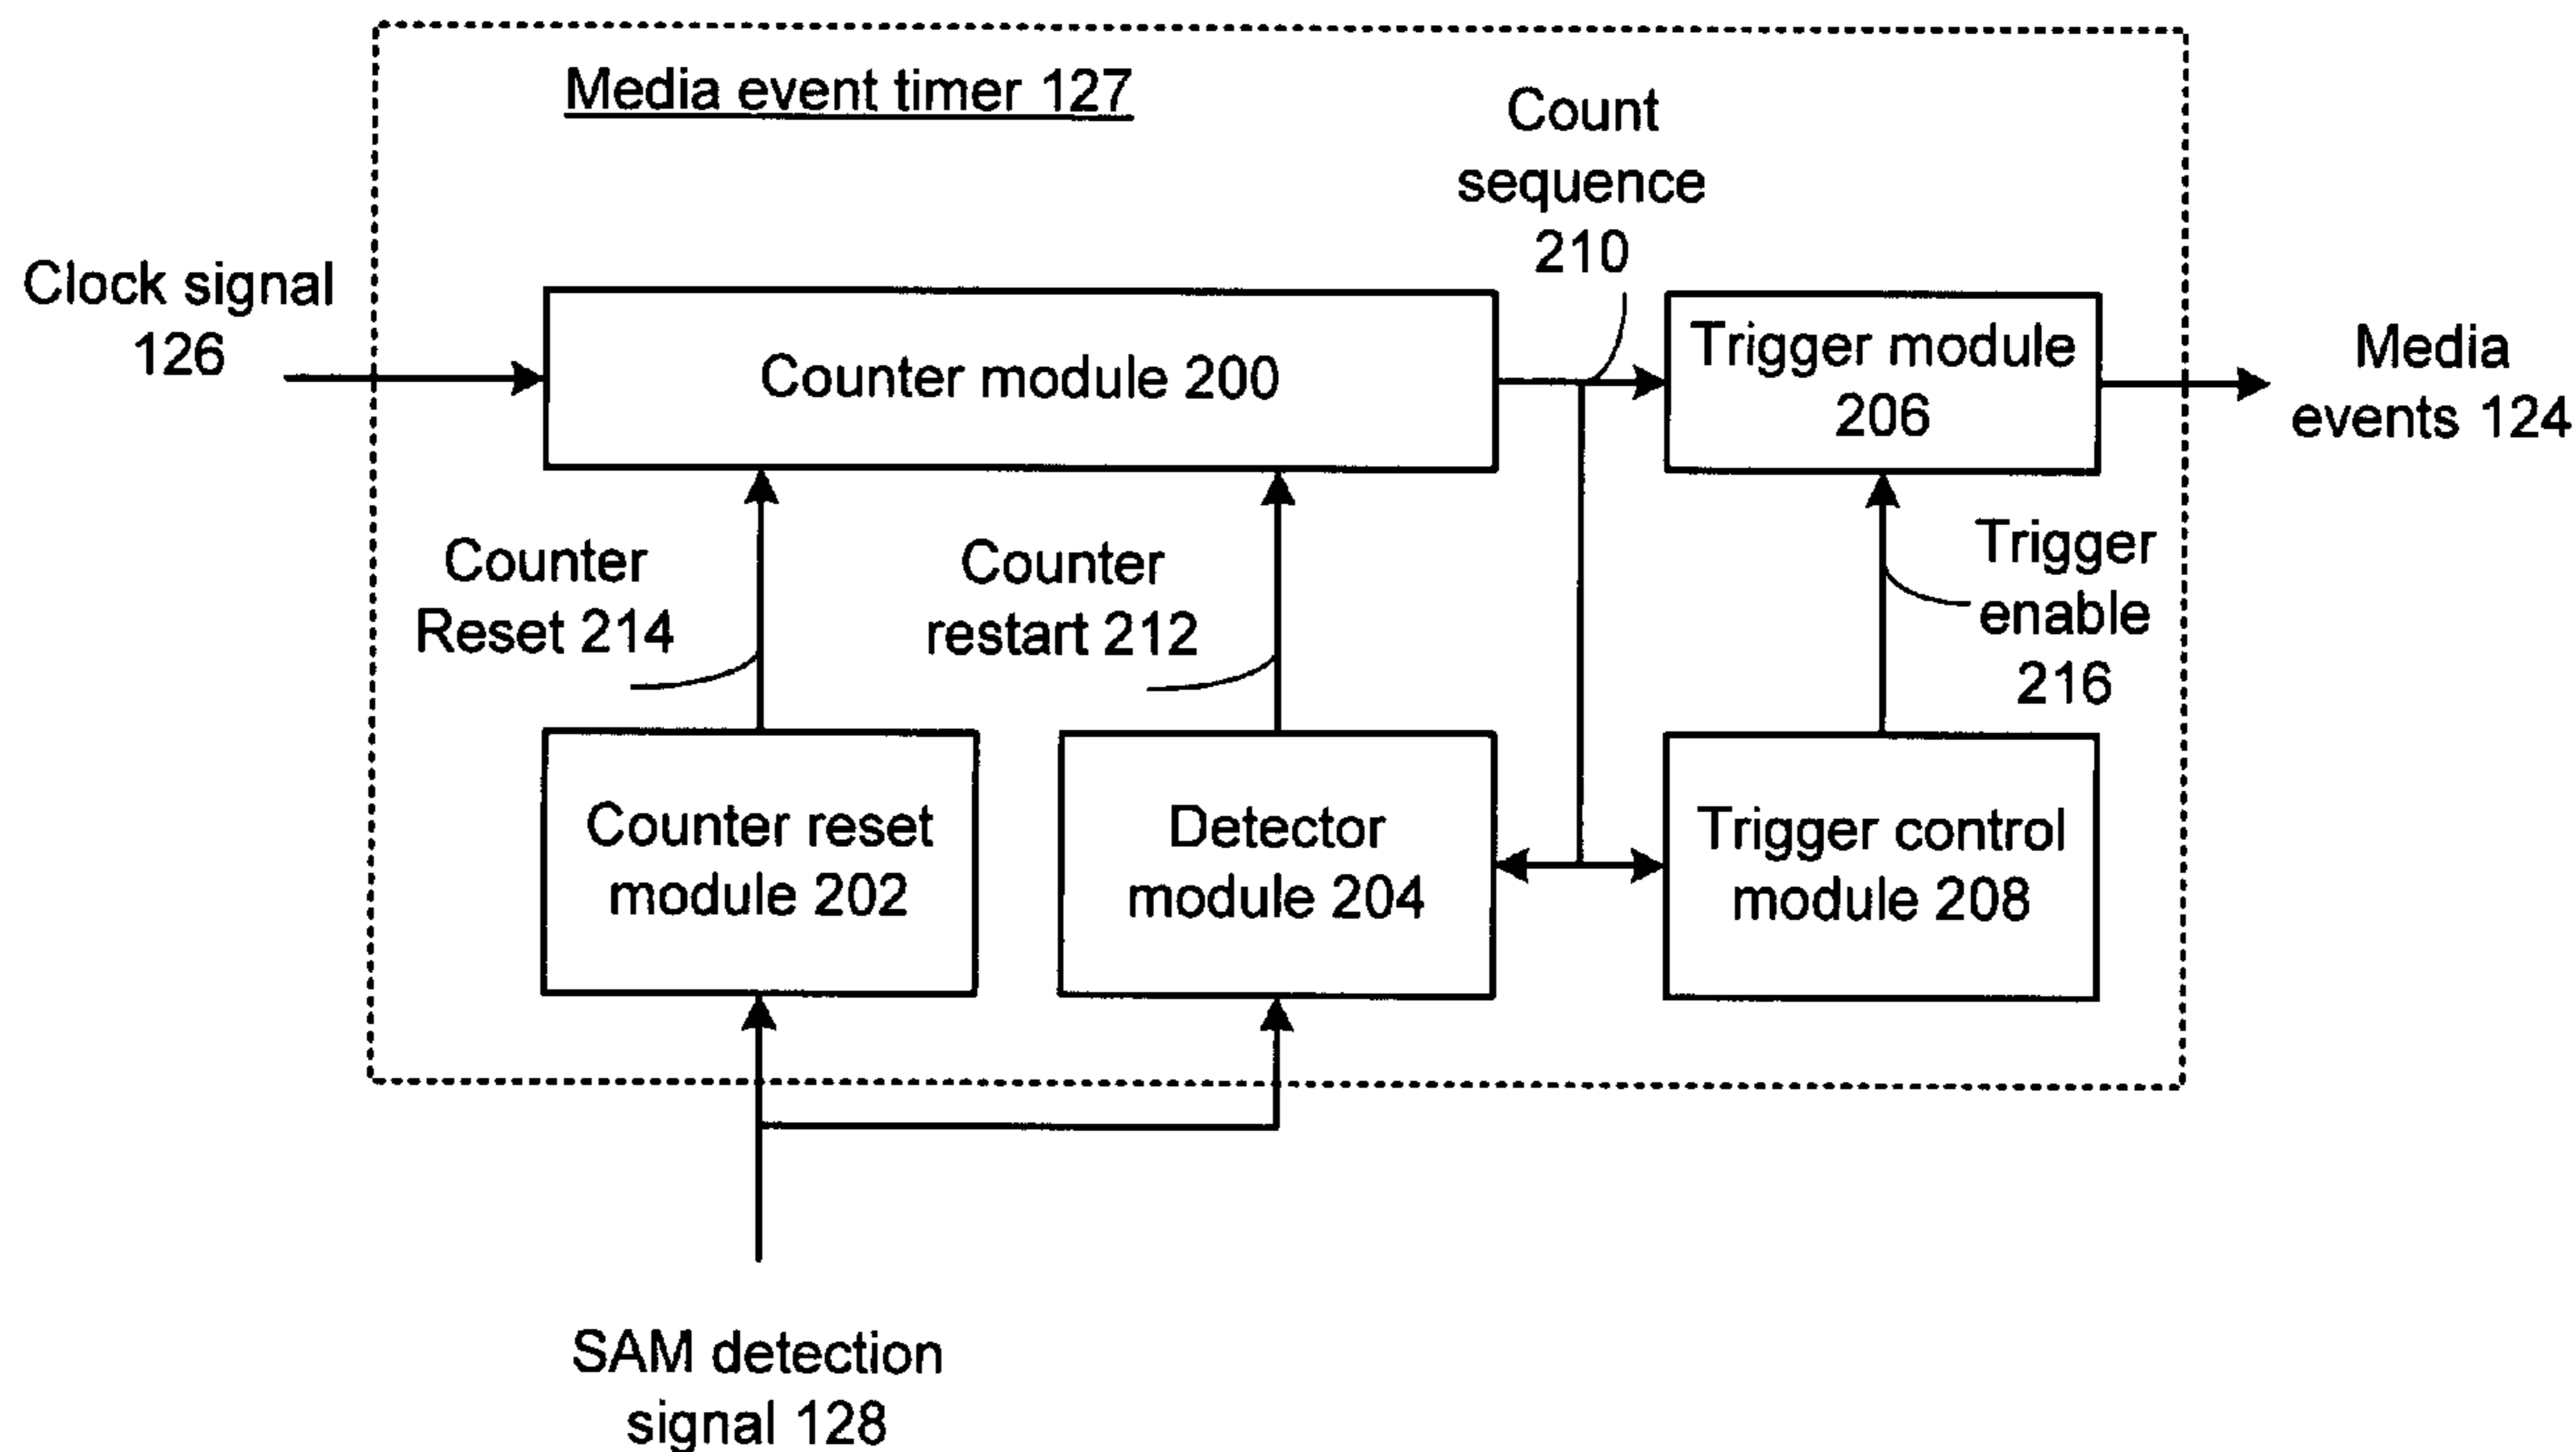 Media event timer 127
Count
sequence
210
Clock signal
126
Counter module 200
Trigger module
206
Media
events 124
Counter
Reset 214
Counter
restart 212
Trigger
enable
216
Counter reset
module 202
Detector
module 204
Trigger control
module 208
SAM detection
signal 128